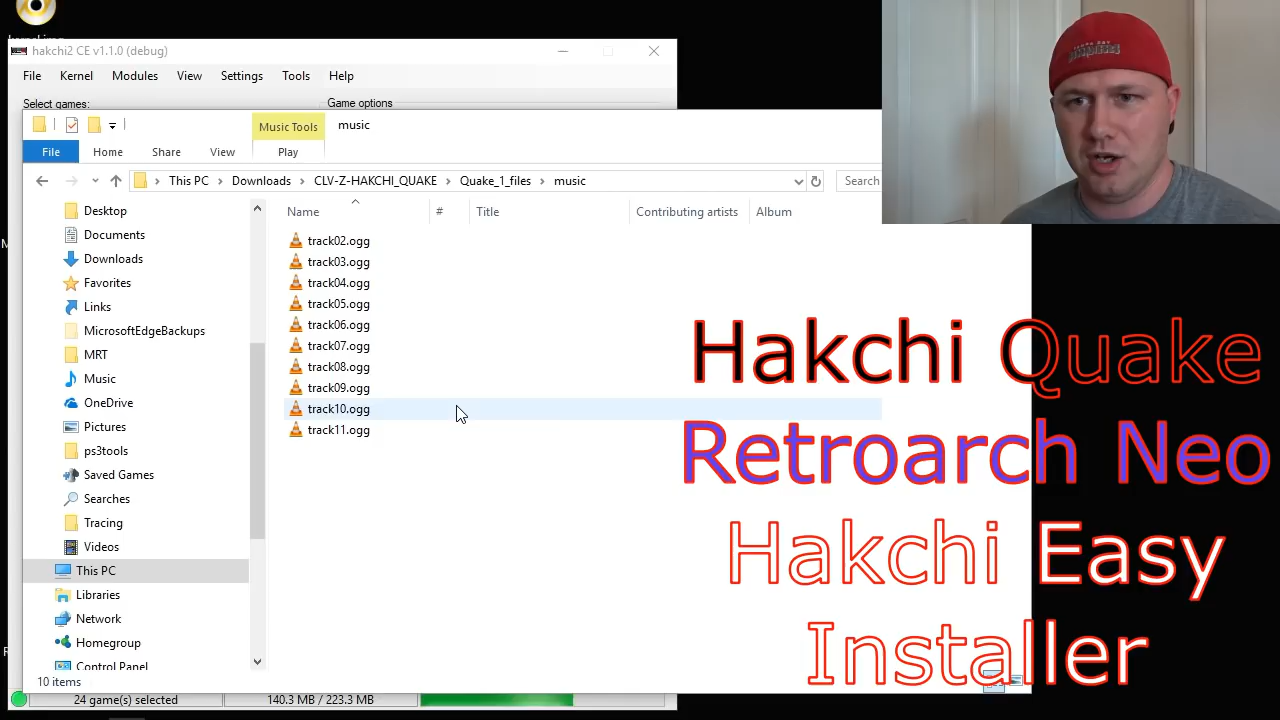 hakchi2 CE v1.1.0 (debug)
File Kernel Modules View Settings Tools Help
Select games: Game options
Music Tools music
File Home Share View Play
This PC Downloads CLV-Z-HAKCHI_QUAKE Quake_1_files music Search
Name # Title Contributing artists Album
Desktop
Documents
Downloads
Favorites
Links
MicrosoftEdgeBackups
MRT
Music
OneDrive
Pictures
ps3tools
Saved Games
Searches
Tracing
Videos
This PC
Libraries
Network
Homegroup
Control Panel
track02.ogg
track03.ogg
track04.ogg
track05.ogg
track06.ogg
track07.ogg
track08.ogg
track09.ogg
track10.ogg
track11.ogg
10 items
24 game(s) selected 140.3 MB / 223.3 MB
Hakchi Quake
Retroarch Neo
Hakchi Easy
Installer